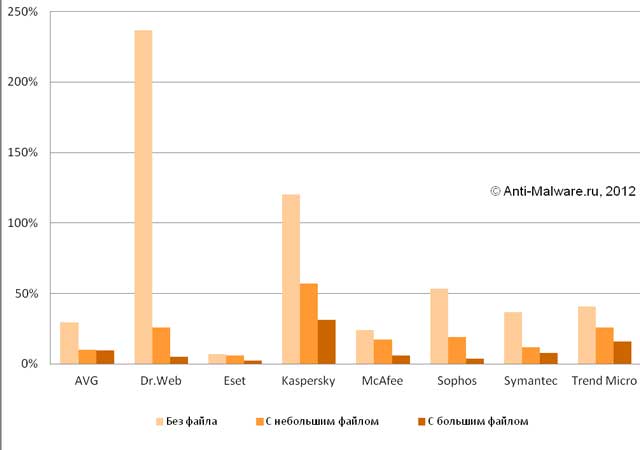 250%
200%
150%
© Anti-Malware.ru, 2012
100%
50%
0%
AVG Dr.Web Eset Kaspersky McAfee Sophos Symantec Trend Micro
Без файла С небольшим файлом С большим файлом